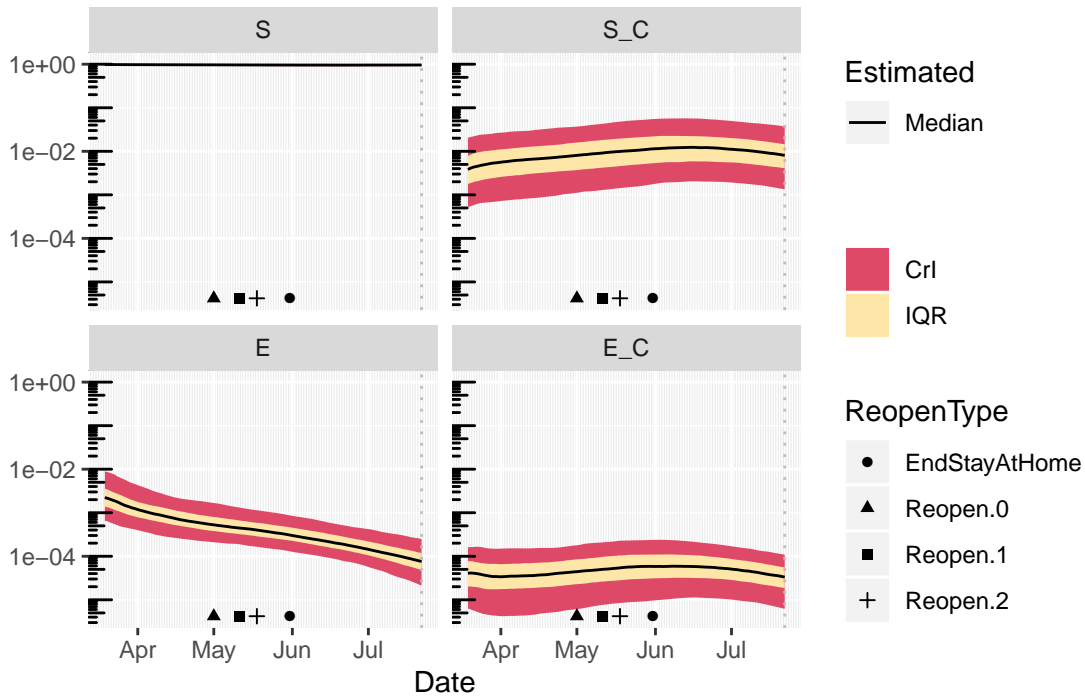 S
S_C
1e+00
1e−02
1e−04
E
E_C
1e+00
1e−02
1e−04
Apr
May
Jun
Jul
Apr
May
Jun
Jul
Date
Estimated
Median
CrI
IQR
ReopenType
EndStayAtHome
Reopen.0
Reopen.1
Reopen.2